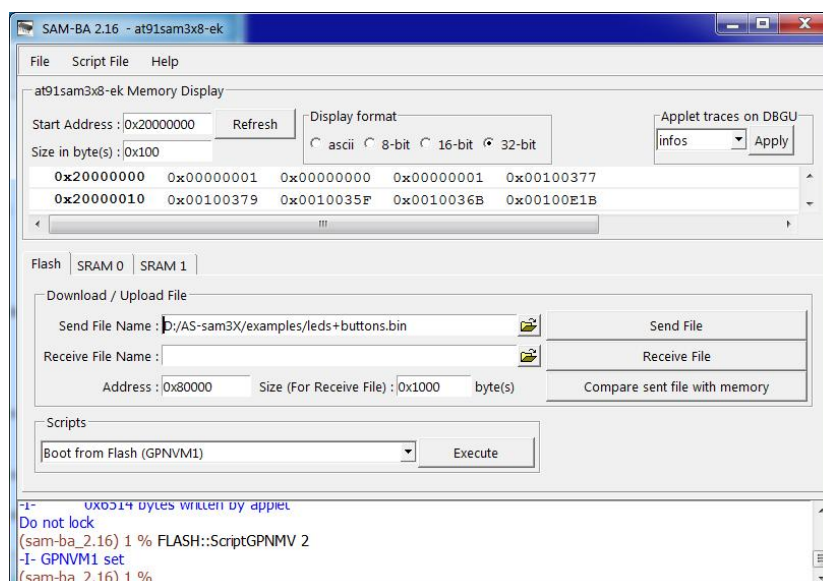 SAM-BA 2.16 - at91sam3x8-ek
File Script File Help
at91sam3x8-ek Memory Display
Start Address : 0x20000000 Refresh Display format Applet traces on DBGU
Size in byte(s) : 0x100 ascii 8-bit 16-bit 32-bit infos Apply
0x20000000 0x00000001 0x00000000 0x00000001 0x00100377
0x20000010 0x00100379 0x0010035F 0x0010036B 0x00100E1B
Flash SRAM 0 SRAM 1
Download / Upload File
Send File Name : D:/AS-sam3X/examples/leds+buttons.bin Send File
Receive File Name : Receive File
Address : 0x80000 Size (For Receive File) : 0x1000 byte(s) Compare sent file with memory
Scripts
Boot from Flash (GPNVM1) Execute
-I- 0x6514 bytes written by applet
Do not lock
(sam-ba_2.16) 1 % FLASH::ScriptGPNMV 2
-I- GPNVM1 set
(sam-ba_2.16) 1 %